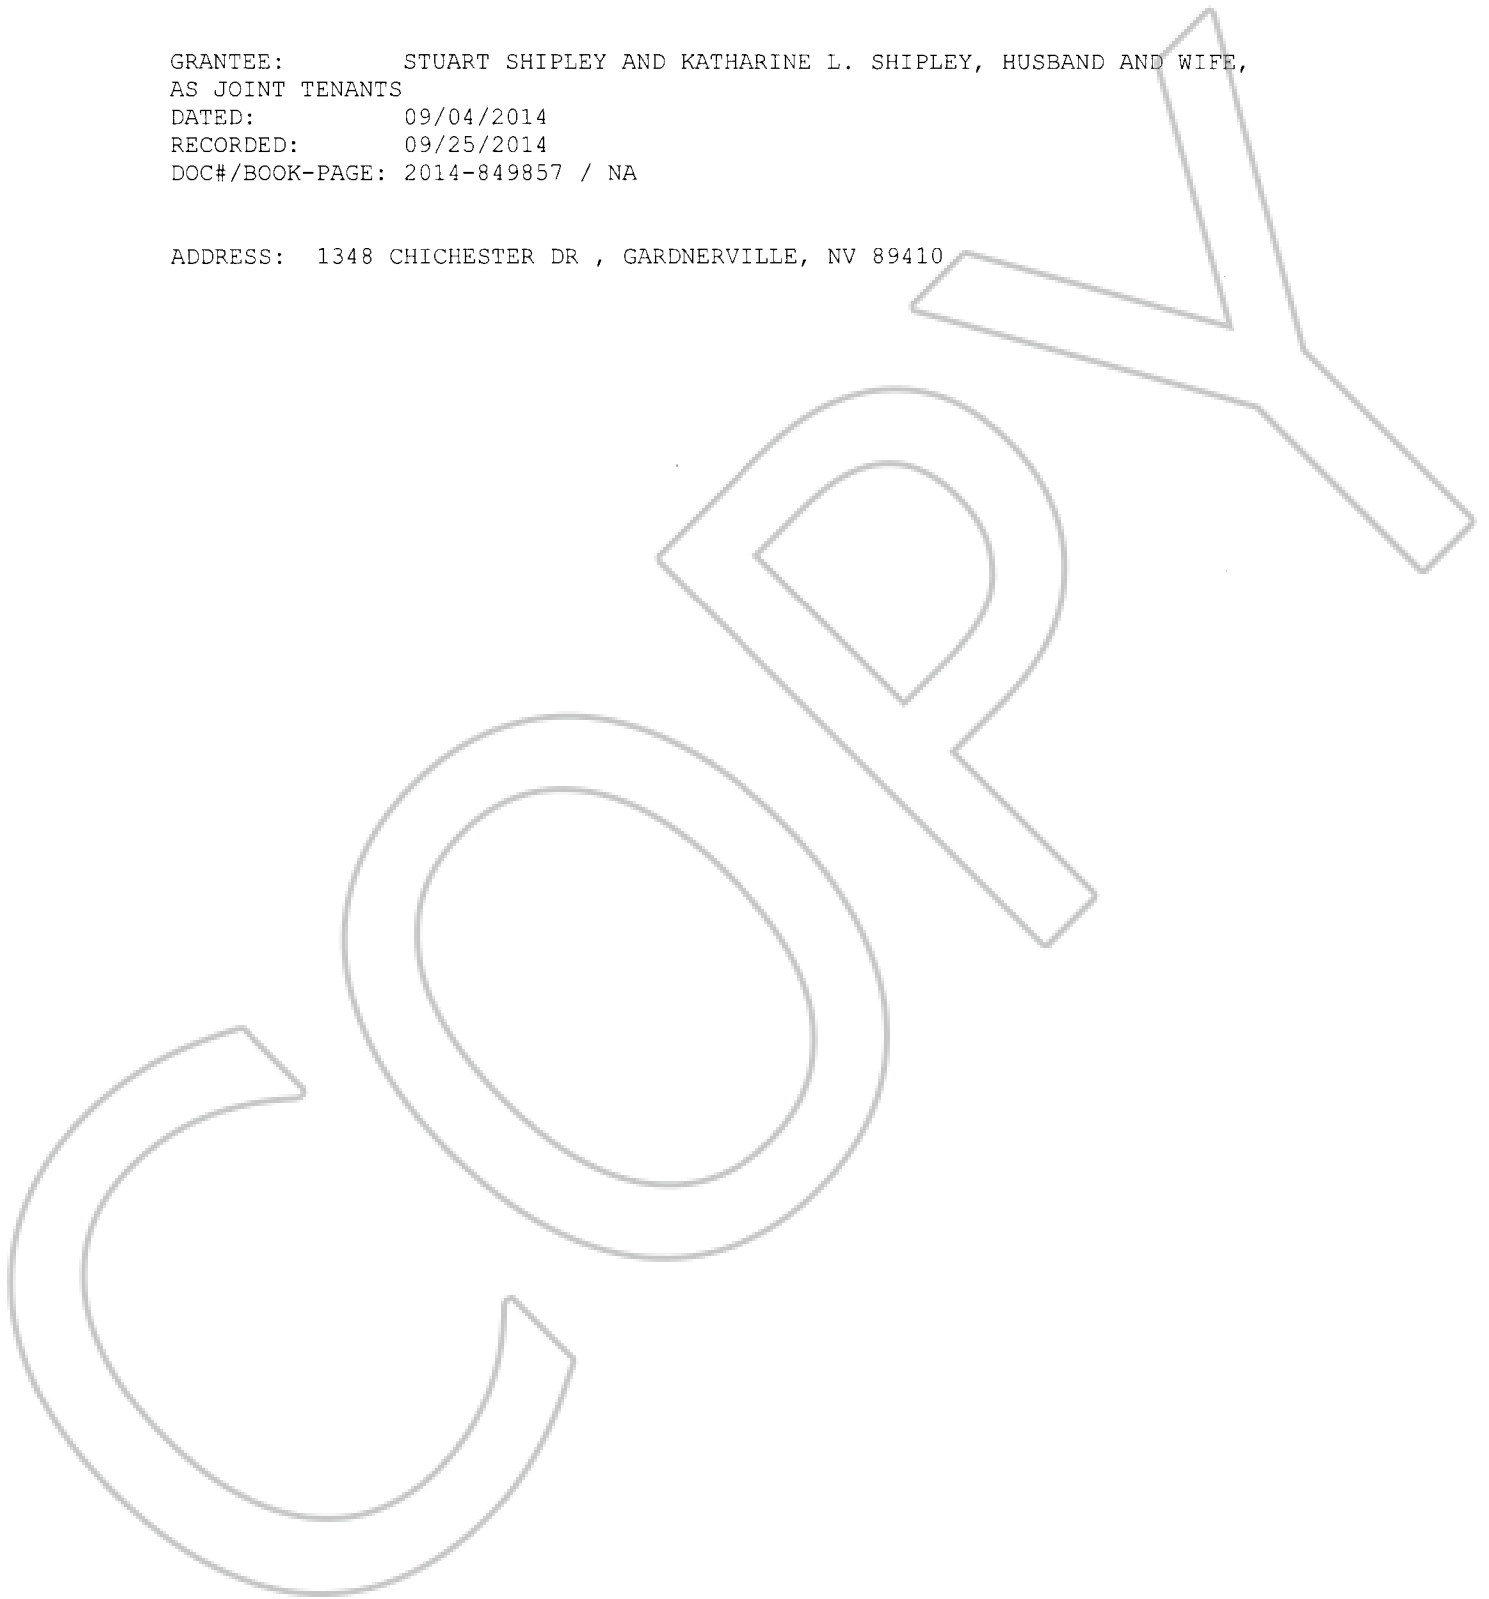 GRANTEE: STUART SHIPLEY AND KATHARINE L. SHIPLEY, HUSBAND AND WIFE,
AS JOINT TENANTS
DATED: 09/04/2014
RECORDED: 09/25/2014
DOC#/BOOK-PAGE: 2014-849857 / NA
ADDRESS: 1348 CHICHESTER DR , GARDNERVILLE, NV 89410
COPY